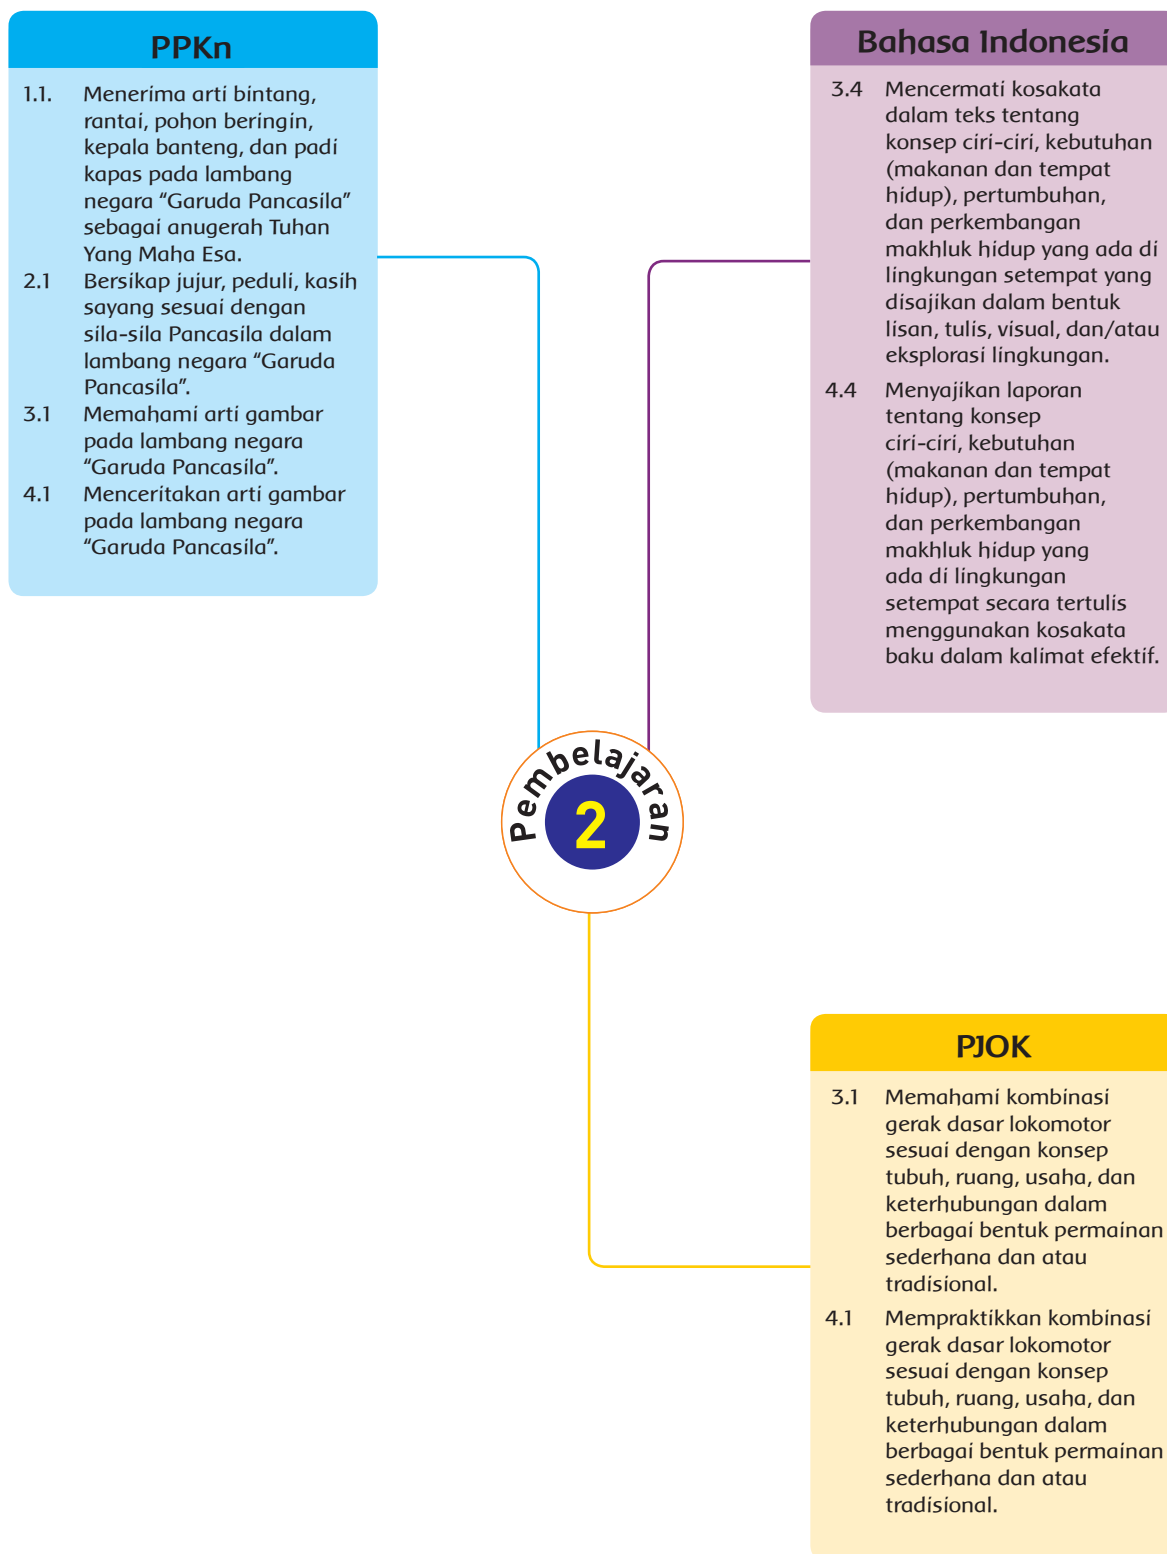 PPKn
1.1. Menerima arti bintang,
rantai, pohon beringin,
kepala banteng, dan padi
kapas pada lambang
negara “Garuda Pancasila”
sebagai anugerah Tuhan
Yang Maha Esa.
2.1 Bersikap jujur, peduli, kasih
sayang sesuai dengan
sila-sila Pancasila dalam
lambang negara “Garuda
Pancasila”.
3.1 Memahami arti gambar
pada lambang negara
“Garuda Pancasila”.
4.1 Menceritakan arti gambar
pada lambang negara
“Garuda Pancasila”.
Bahasa Indonesia
3.4 Mencermati kosakata
dalam teks tentang
konsep ciri-ciri, kebutuhan
(makanan dan tempat
hidup), pertumbuhan,
dan perkembangan
makhluk hidup yang ada di
lingkungan setempat yang
disajikan dalam bentuk
lisan, tulis, visual, dan/atau
eksplorasi lingkungan.
4.4 Menyajikan laporan
tentang konsep
ciri-ciri, kebutuhan
(makanan dan tempat
hidup), pertumbuhan,
dan perkembangan
makhluk hidup yang
ada di lingkungan
setempat secara tertulis
menggunakan kosakata
baku dalam kalimat efektif.
Pembelajaran
2
PJOK
3.1 Memahami kombinasi
gerak dasar lokomotor
sesuai dengan konsep
tubuh, ruang, usaha, dan
keterhubungan dalam
berbagai bentuk permainan
sederhana dan atau
tradisional.
4.1 Mempraktikkan kombinasi
gerak dasar lokomotor
sesuai dengan konsep
tubuh, ruang, usaha, dan
keterhubungan dalam
berbagai bentuk permainan
sederhana dan atau
tradisional.